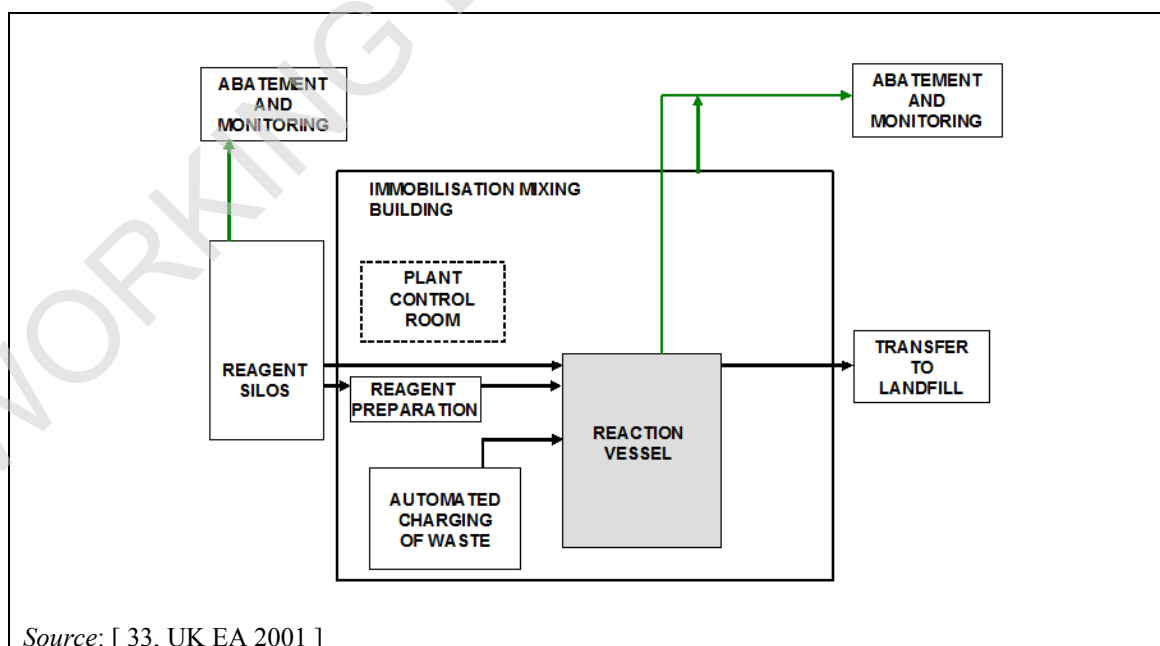 WORKING
ABATEMENT
AND
MONITORING
ABATEMENT
AND
MONITORING
IMMOBILISATION MIXING
BUILDING
PLANT
CONTROL
ROOM
REAGENT
SILOS
REAGENT
PREPARATION
REACTION
VESSEL
TRANSFER
TO
LANDFILL
AUTOMATED
CHARGING
OF WASTE
Source: [ 33, UK EA 2001 ]